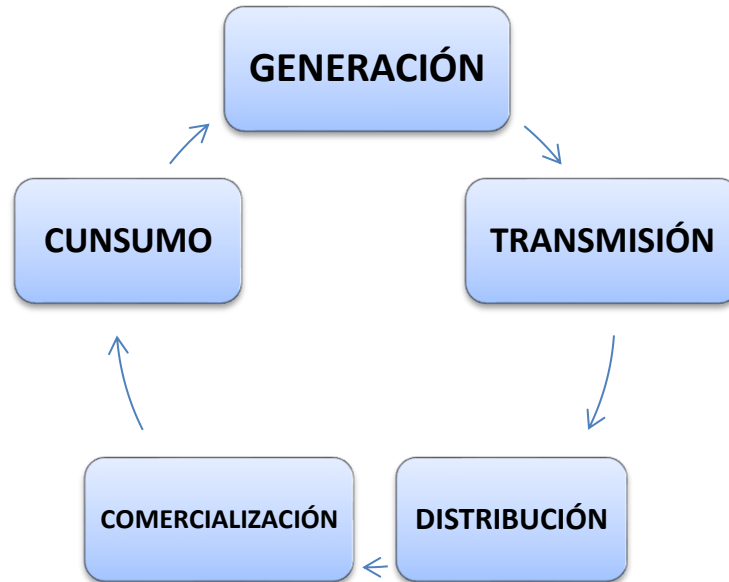 GENERACIÓN
TRANSMISIÓN
DISTRIBUCIÓN
COMERCIALIZACIÓN
CUNSUMO